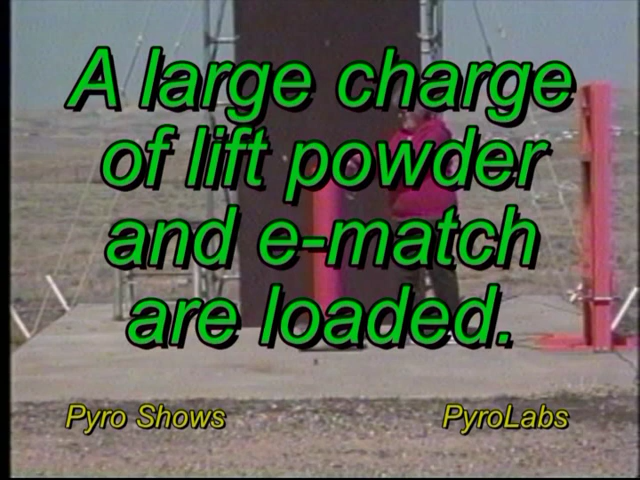 A large charge
of lift powder
and e-match
are loaded.
Pyro Shows PyroLabs